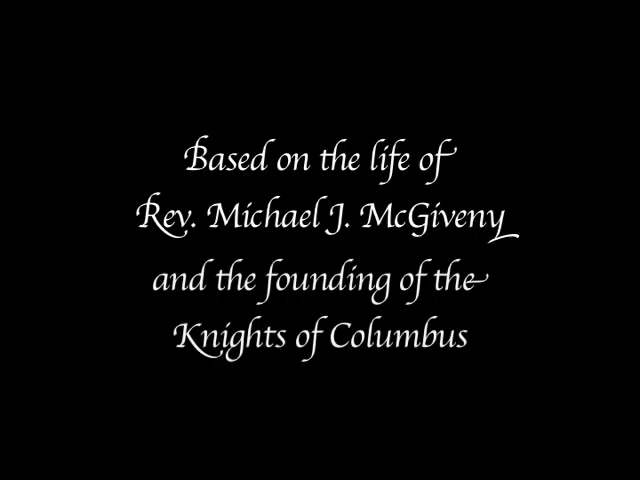 Based on the life of
Rev. Michael J. McGiveny
and the founding of the
Knights of Columbus